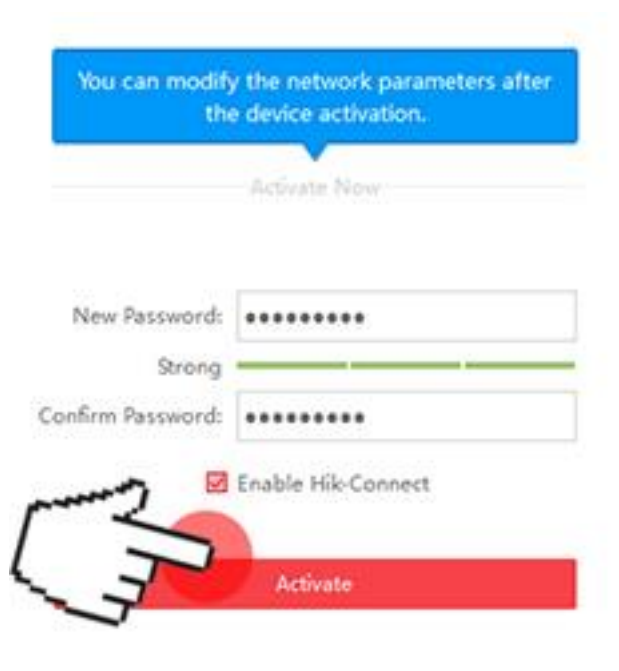 You can modify the network parameters after
the device activation.
Activate Now
New Password: •••••••••
Strong
Confirm Password: •••••••••
Enable Hik-Connect
Activate